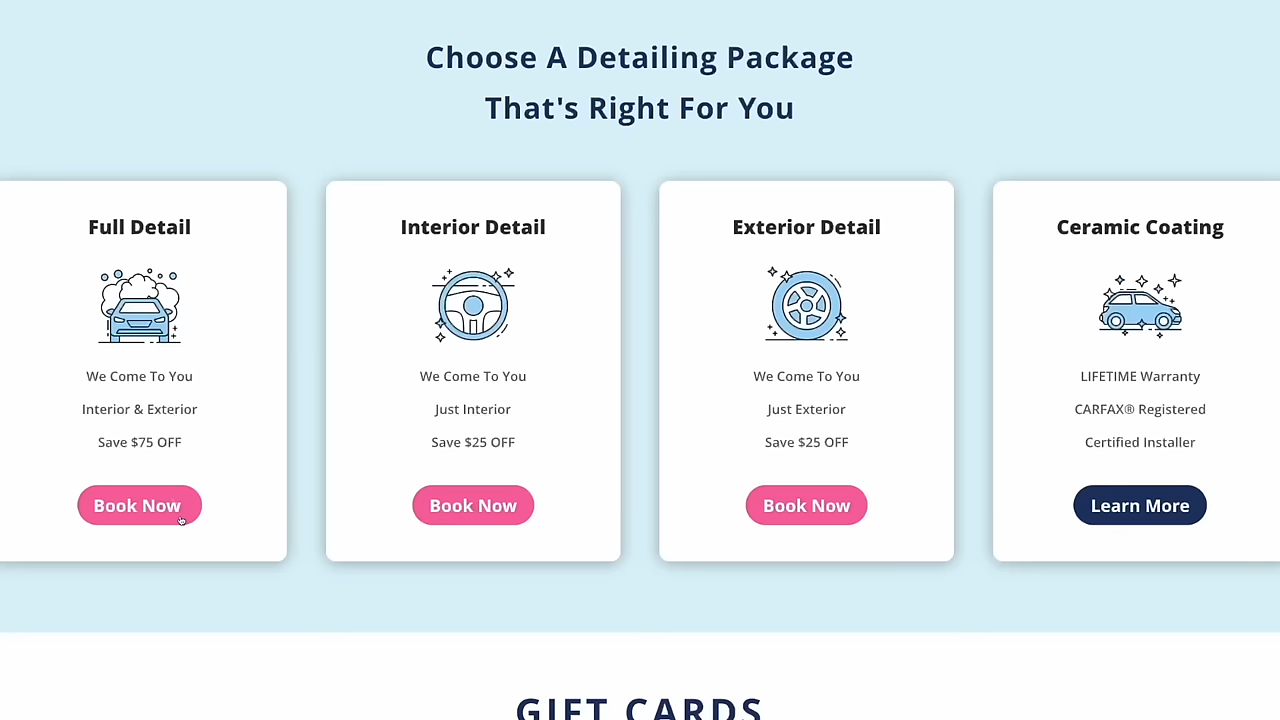 Choose A Detailing Package
That's Right For You
Full Detail
We Come To You
Interior & Exterior
Save $75 OFF
Book Now
Interior Detail
We Come To You
Just Interior
Save $25 OFF
Book Now
Exterior Detail
We Come To You
Just Exterior
Save $25 OFF
Book Now
Ceramic Coating
LIFETIME Warranty
CARFAX® Registered
Certified Installer
Learn More
GIFT CARDS